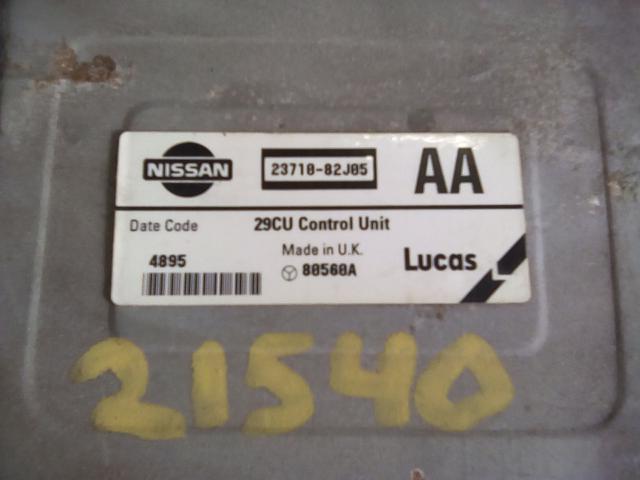 NISSAN 23710-82J05 AA
Date Code 29CU Control Unit
4895 Made in U.K. Lucas
80560A
21540